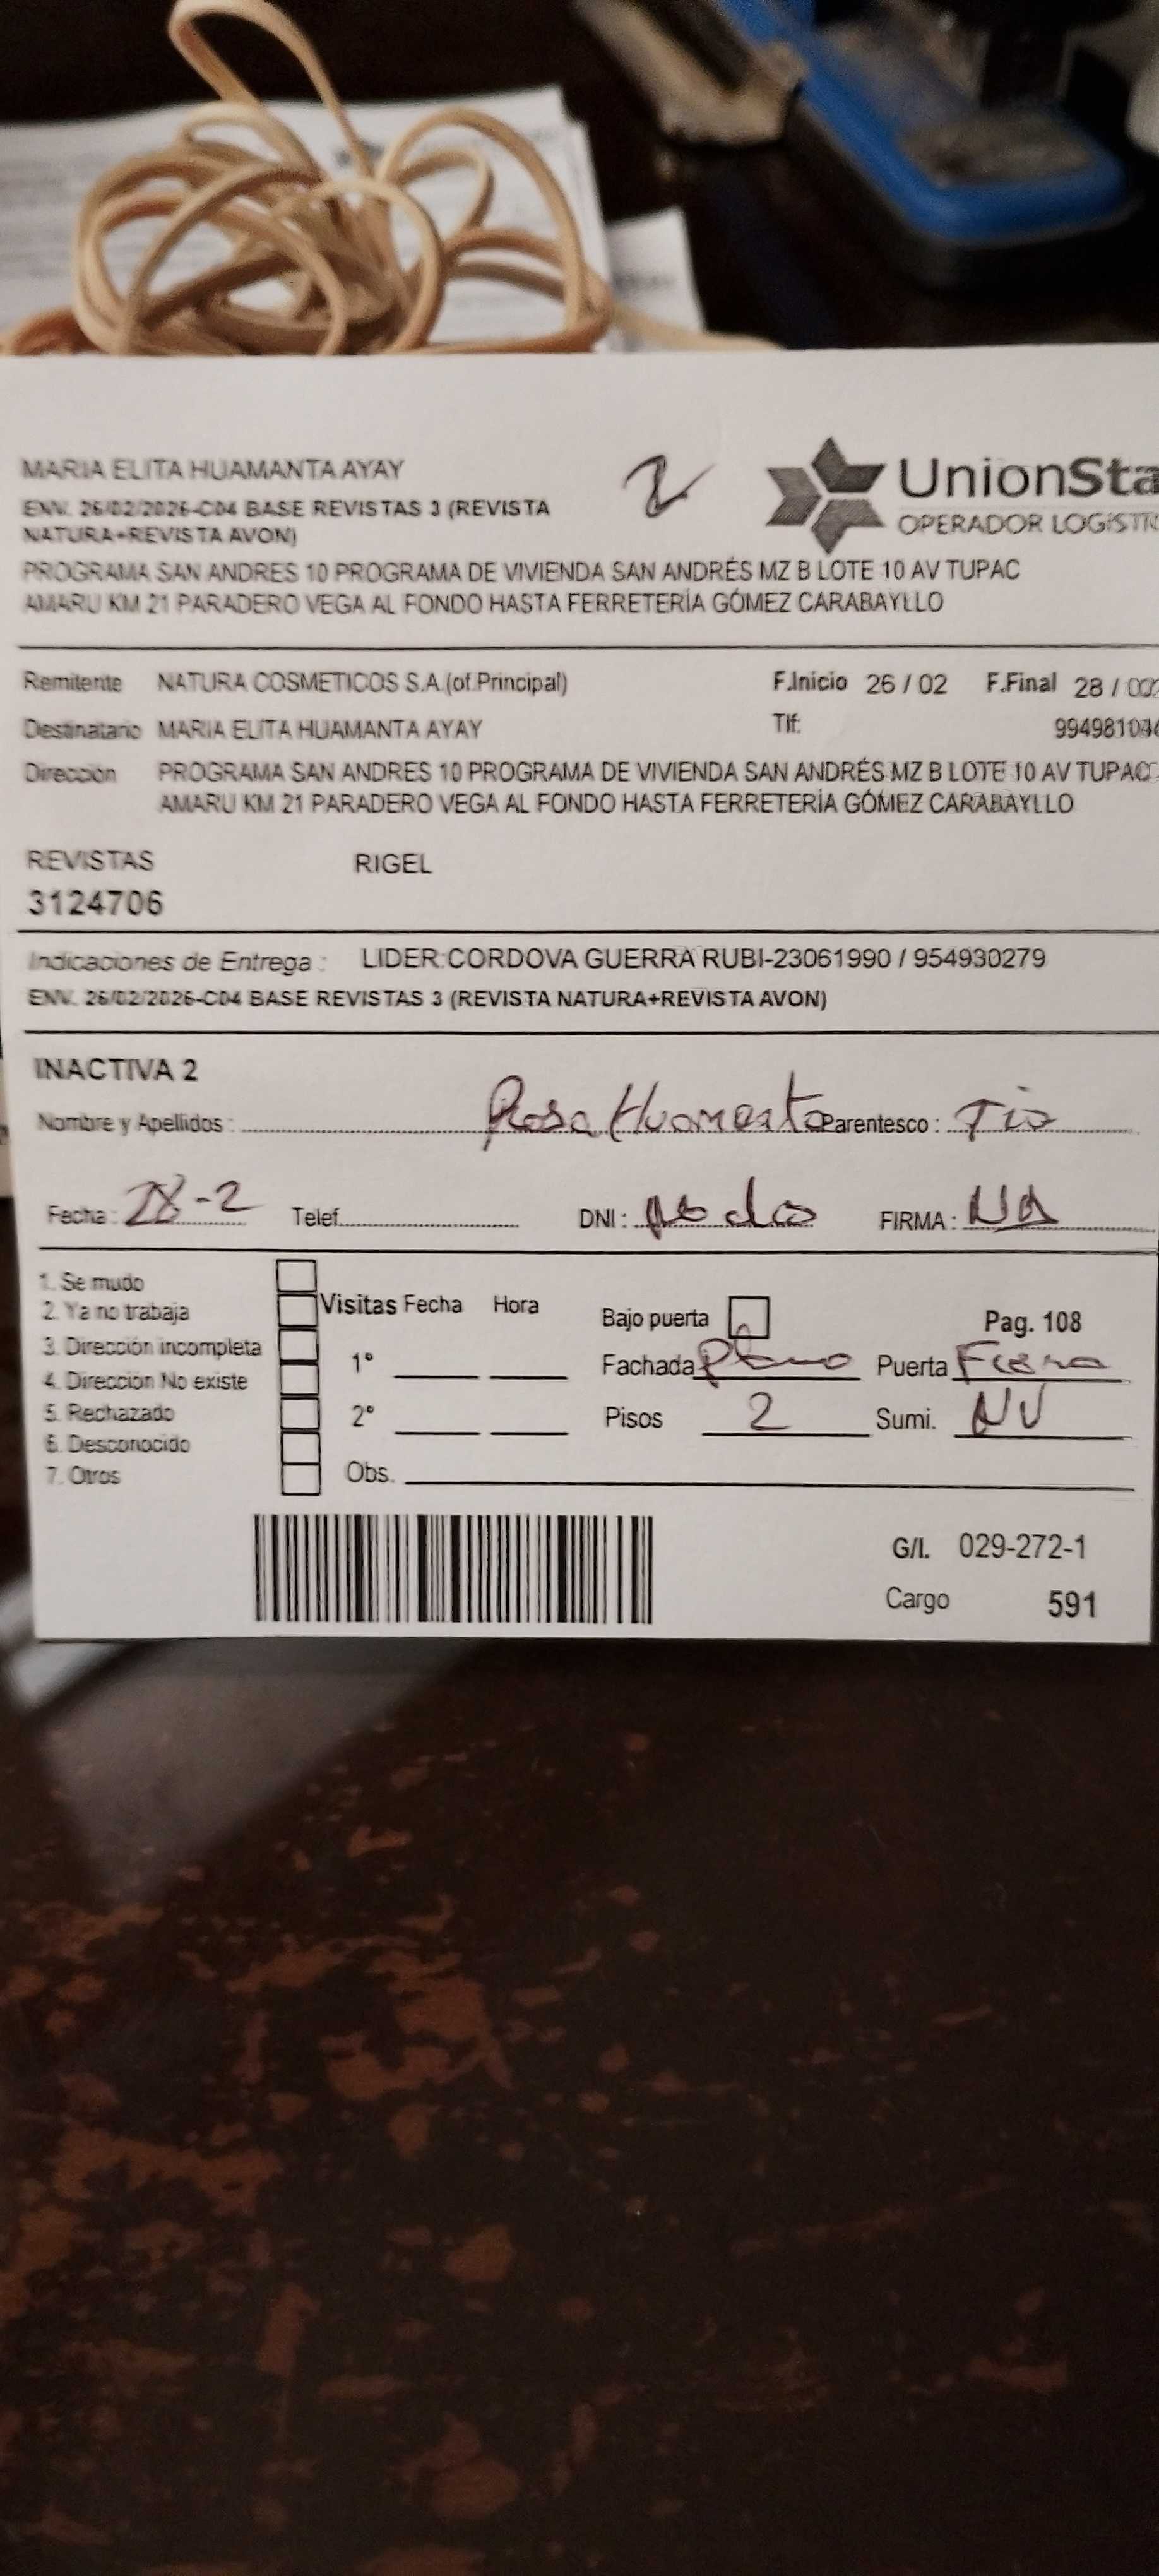 MARIA ELITA HUAMANTA AYAY
2
UnionSta
OPERADOR LOGÍSTIC
ENV. 26/02/2026-C04 BASE REVISTAS 3 (REVISTA
NATURA+REVISTA AVON)
PROGRAMA SAN ANDRES 10 PROGRAMA DE VIVIENDA SAN ANDRÉS MZ B LOTE 10 AV TUPAC
AMARU KM 21 PARADERO VEGA AL FONDO HASTA FERRETERÍA GÓMEZ CARABAYLLO
Remitente NATURA COSMETICOS S.A.(of.Principal) F.Inicio 26 / 02 F.Final 28 /
Destinatario MARIA ELITA HUAMANTA AYAY Tlf:
Dirección PROGRAMA SAN ANDRES 10 PROGRAMA DE VIVIENDA SAN ANDRÉS MZ B LOTE 10 AV TUPAC
AMARU KM 21 PARADERO VEGA AL FONDO HASTA FERRETERÍA GÓMEZ CARABAYLLO
REVISTAS RIGEL
3124706
Indicaciones de Entrega : LIDER:CORDOVA GUERRA RUBI-23061990 / 954930279
ENV. 26/02/2026-C04 BASE REVISTAS 3 (REVISTA NATURA+REVISTA AVON)
INACTIVA 2
Nombre y Apellidos : Rosa Huamanta Parentesco : Tia
Fecha : 28-2 Telef. DNI : no dio FIRMA : ND
1. Se mudo
2. Ya no trabaja Visitas Fecha Hora Bajo puerta Pag. 108
3. Dirección incompleta 1° Fachada Puerta
4. Dirección No existe
5. Rechazado 2° Pisos 2 Sumi. NV
6. Desconocido
7. Otros Obs.
G/I. 029-272-1
Cargo 591